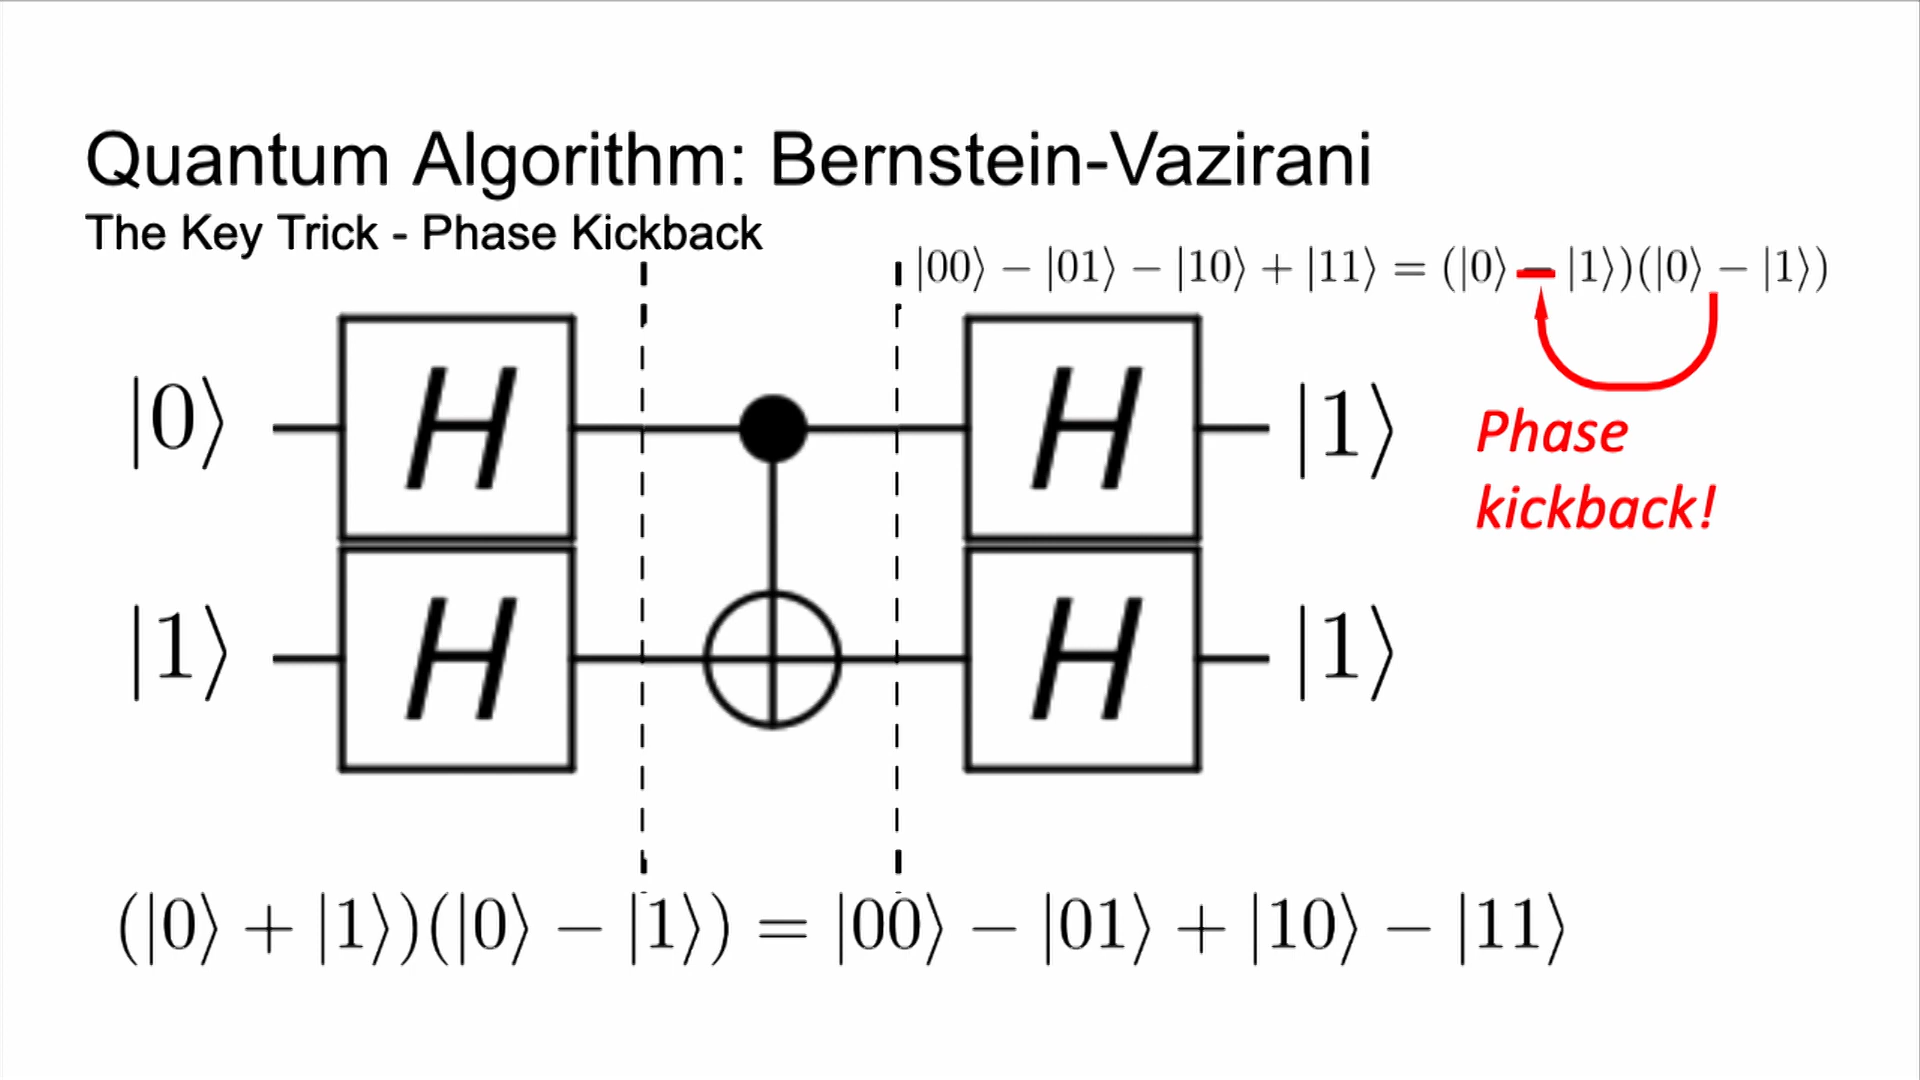 Quantum Algorithm: Bernstein-Vazirani
The Key Trick - Phase Kickback
|00⟩ − |01⟩ − |10⟩ + |11⟩ = (|0⟩ − |1⟩)(|0⟩ − |1⟩)
|0⟩ H H |1⟩
Phase
kickback!
|1⟩ H H |1⟩
(|0⟩ + |1⟩)(|0⟩ − |1⟩) = |00⟩ − |01⟩ + |10⟩ − |11⟩